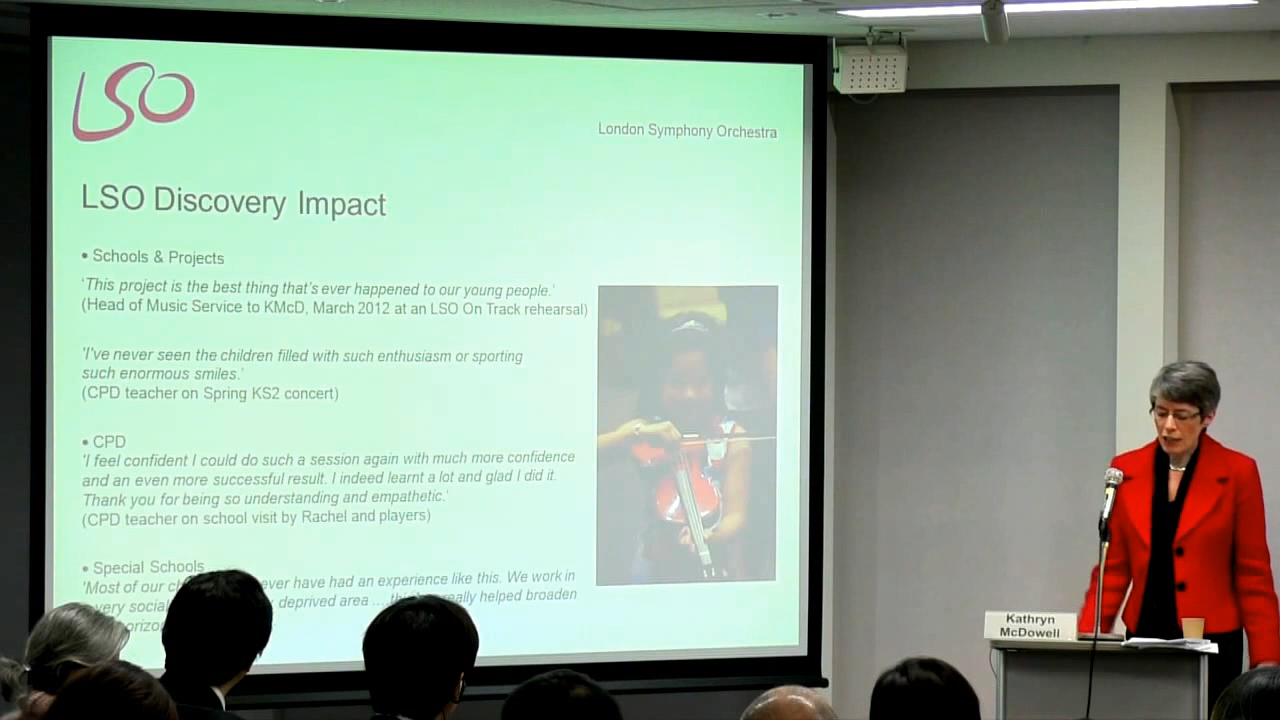 LSO
London Symphony Orchestra
LSO Discovery Impact
• Schools & Projects
'This project is the best thing that's ever happened to our young people.'
(Head of Music Service to KMcD, March 2012 at an LSO On Track rehearsal)
'I've never seen the children filled with such enthusiasm or sporting
such enormous smiles.'
(CPD teacher on Spring KS2 concert)
• CPD
'I feel confident I could do such a session again with much more confidence
and an even more successful result. I indeed learnt a lot and glad I did it.
Thank you for being so understanding and empathetic.'
(CPD teacher on school visit by Rachel and players)
• Special Schools
'Most of our ever have had an experience like this. We work in
very deprived area ... really helped broaden
Kathryn
McDowell